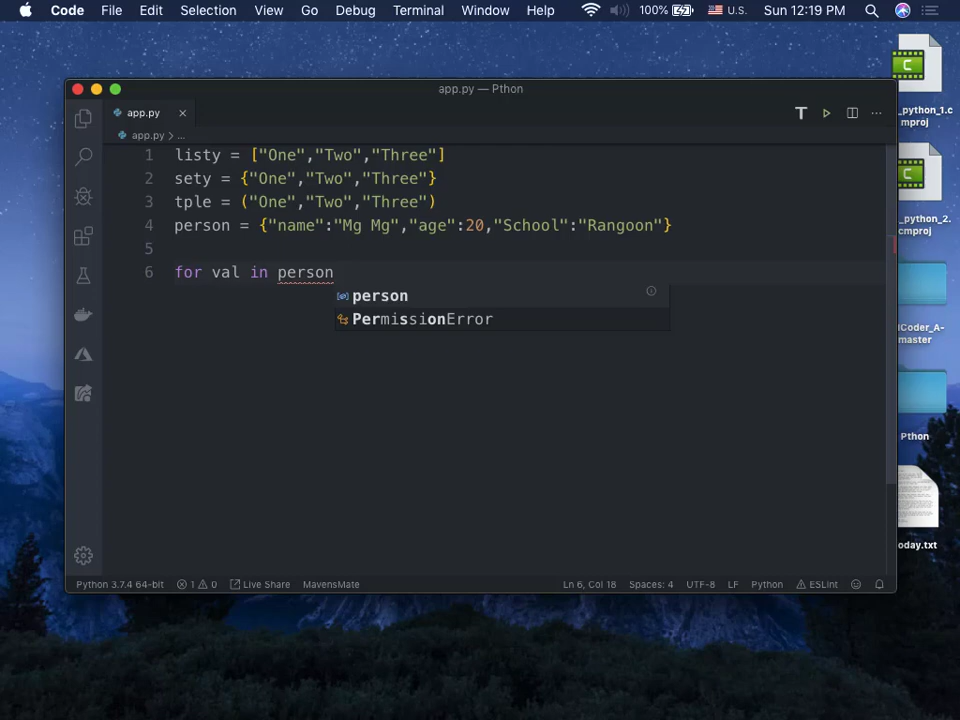 Code File Edit Selection View Go Debug Terminal Window Help 100% U.S. Sun 12:19 PM
app.py — Pthon
app.py
app.py > ...
1 listy = ["One","Two","Three"]
2 sety = {"One","Two","Three"}
3 tple = ("One","Two","Three")
4 person = {"name":"Mg Mg","age":20,"School":"Rangoon"}
5
6 for val in person
person
PermissionError
Python 3.7.4 64-bit 1 0 Live Share MavensMate Ln 6, Col 18 Spaces: 4 UTF-8 LF Python ESLint
C
_python_1.c
mproj
C
_python_2.
cmproj
lCoder_A-
master
Pthon
oday.txt